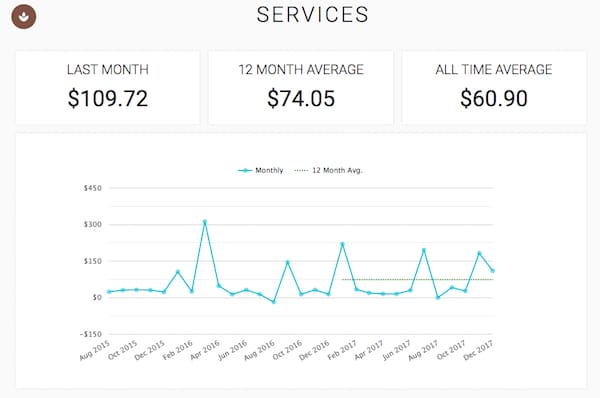 SERVICES
LAST MONTH
$109.72
12 MONTH AVERAGE
$74.05
ALL TIME AVERAGE
$60.90
Monthly
12 Month Avg.
$450
$300
$150
$0
-$150
Aug 2015
Oct 2015
Dec 2015
Feb 2016
Apr 2016
Jun 2016
Aug 2016
Oct 2016
Dec 2016
Feb 2017
Apr 2017
Jun 2017
Aug 2017
Oct 2017
Dec 2017